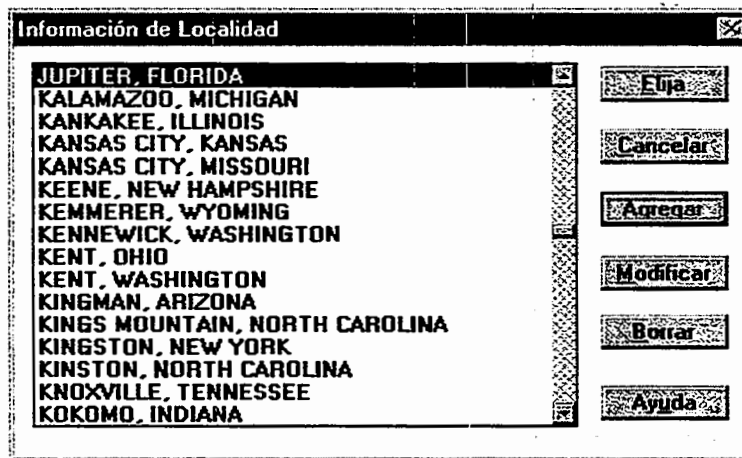 Información de Localidad
JUPITER, FLORIDA
KALAMAZOO, MICHIGAN
KANKAKEE, ILLINOIS
KANSAS CITY, KANSAS
KANSAS CITY, MISSOURI
KEENE, NEW HAMPSHIRE
KEMMERER, WYOMING
KENNEWICK, WASHINGTON
KENT, OHIO
KENT, WASHINGTON
KINGMAN, ARIZONA
KINGS MOUNTAIN, NORTH CAROLINA
KINGSTON, NEW YORK
KINSTON, NORTH CAROLINA
KNOXVILLE, TENNESSEE
KOKOMO, INDIANA
Elija
Cancelar
Agregar
Modificar
Borrar
Ayuda